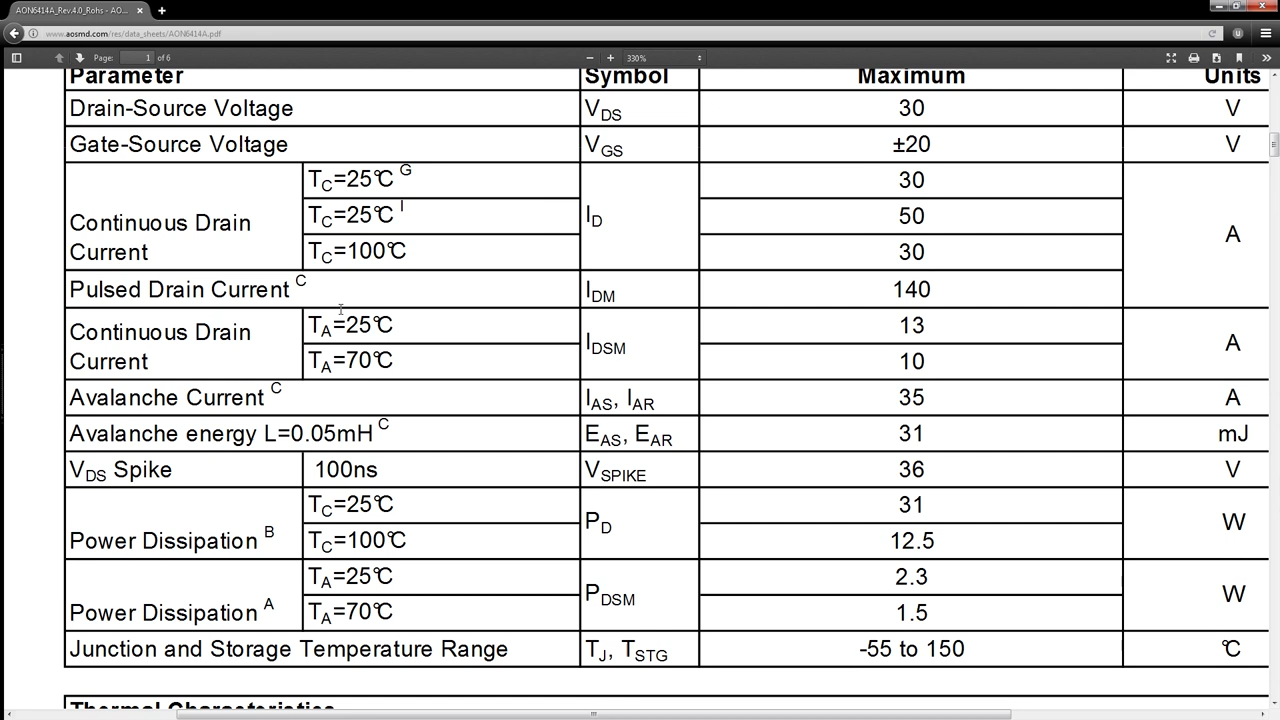 AON6414A_Rev.4.0_Rohs - AO...
www.aosmd.com/res/data_sheets/AON6414A.pdf
Page: 1 of 6 330%
Parameter Symbol Maximum Units
Drain-Source Voltage VDS 30 V
Gate-Source Voltage VGS ±20 V
Continuous Drain Current TC=25°C G ID 30 A
TC=25°C I 50
TC=100°C 30
Pulsed Drain Current C IDM 140
Continuous Drain Current TA=25°C IDSM 13 A
TA=70°C 10
Avalanche Current C IAS, IAR 35 A
Avalanche energy L=0.05mH C EAS, EAR 31 mJ
VDS Spike 100ns VSPIKE 36 V
Power Dissipation B TC=25°C PD 31 W
TC=100°C 12.5
Power Dissipation A TA=25°C PDSM 2.3 W
TA=70°C 1.5
Junction and Storage Temperature Range TJ, TSTG -55 to 150 °C
Thermal Characteristics